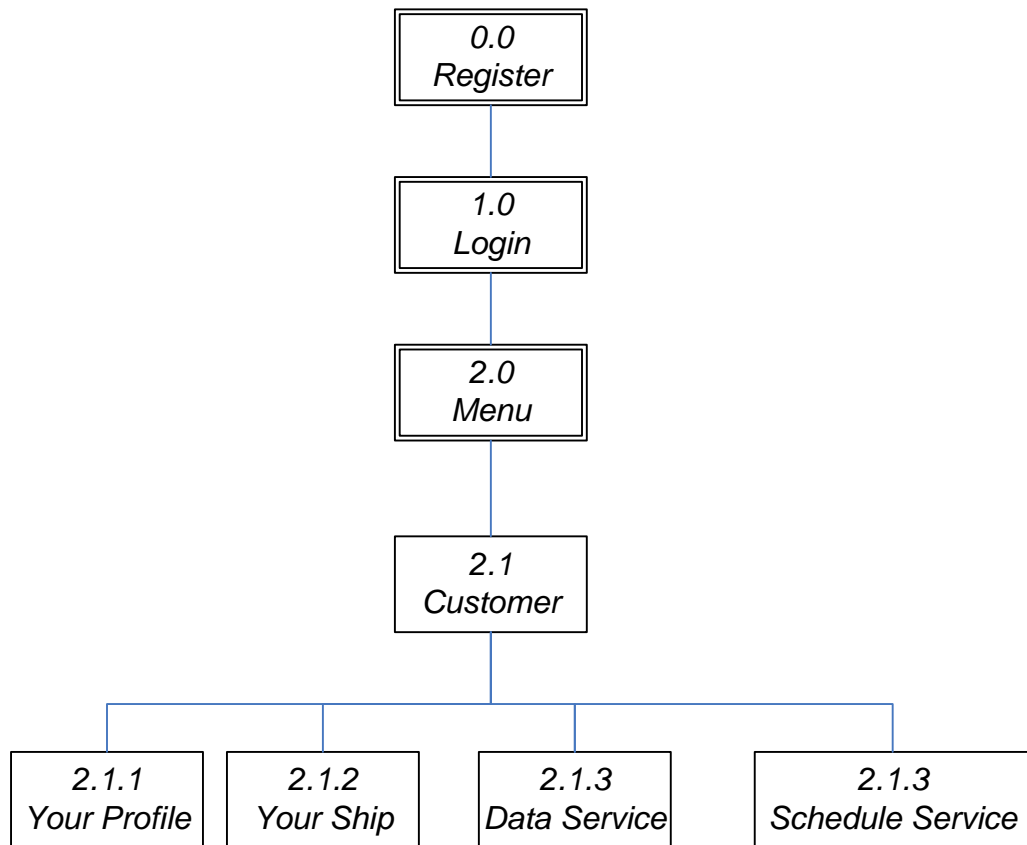 0.0
Register
1.0
Login
2.0
Menu
2.1
Customer
2.1.1
Your Profile
2.1.2
Your Ship
2.1.3
Data Service
2.1.3
Schedule Service